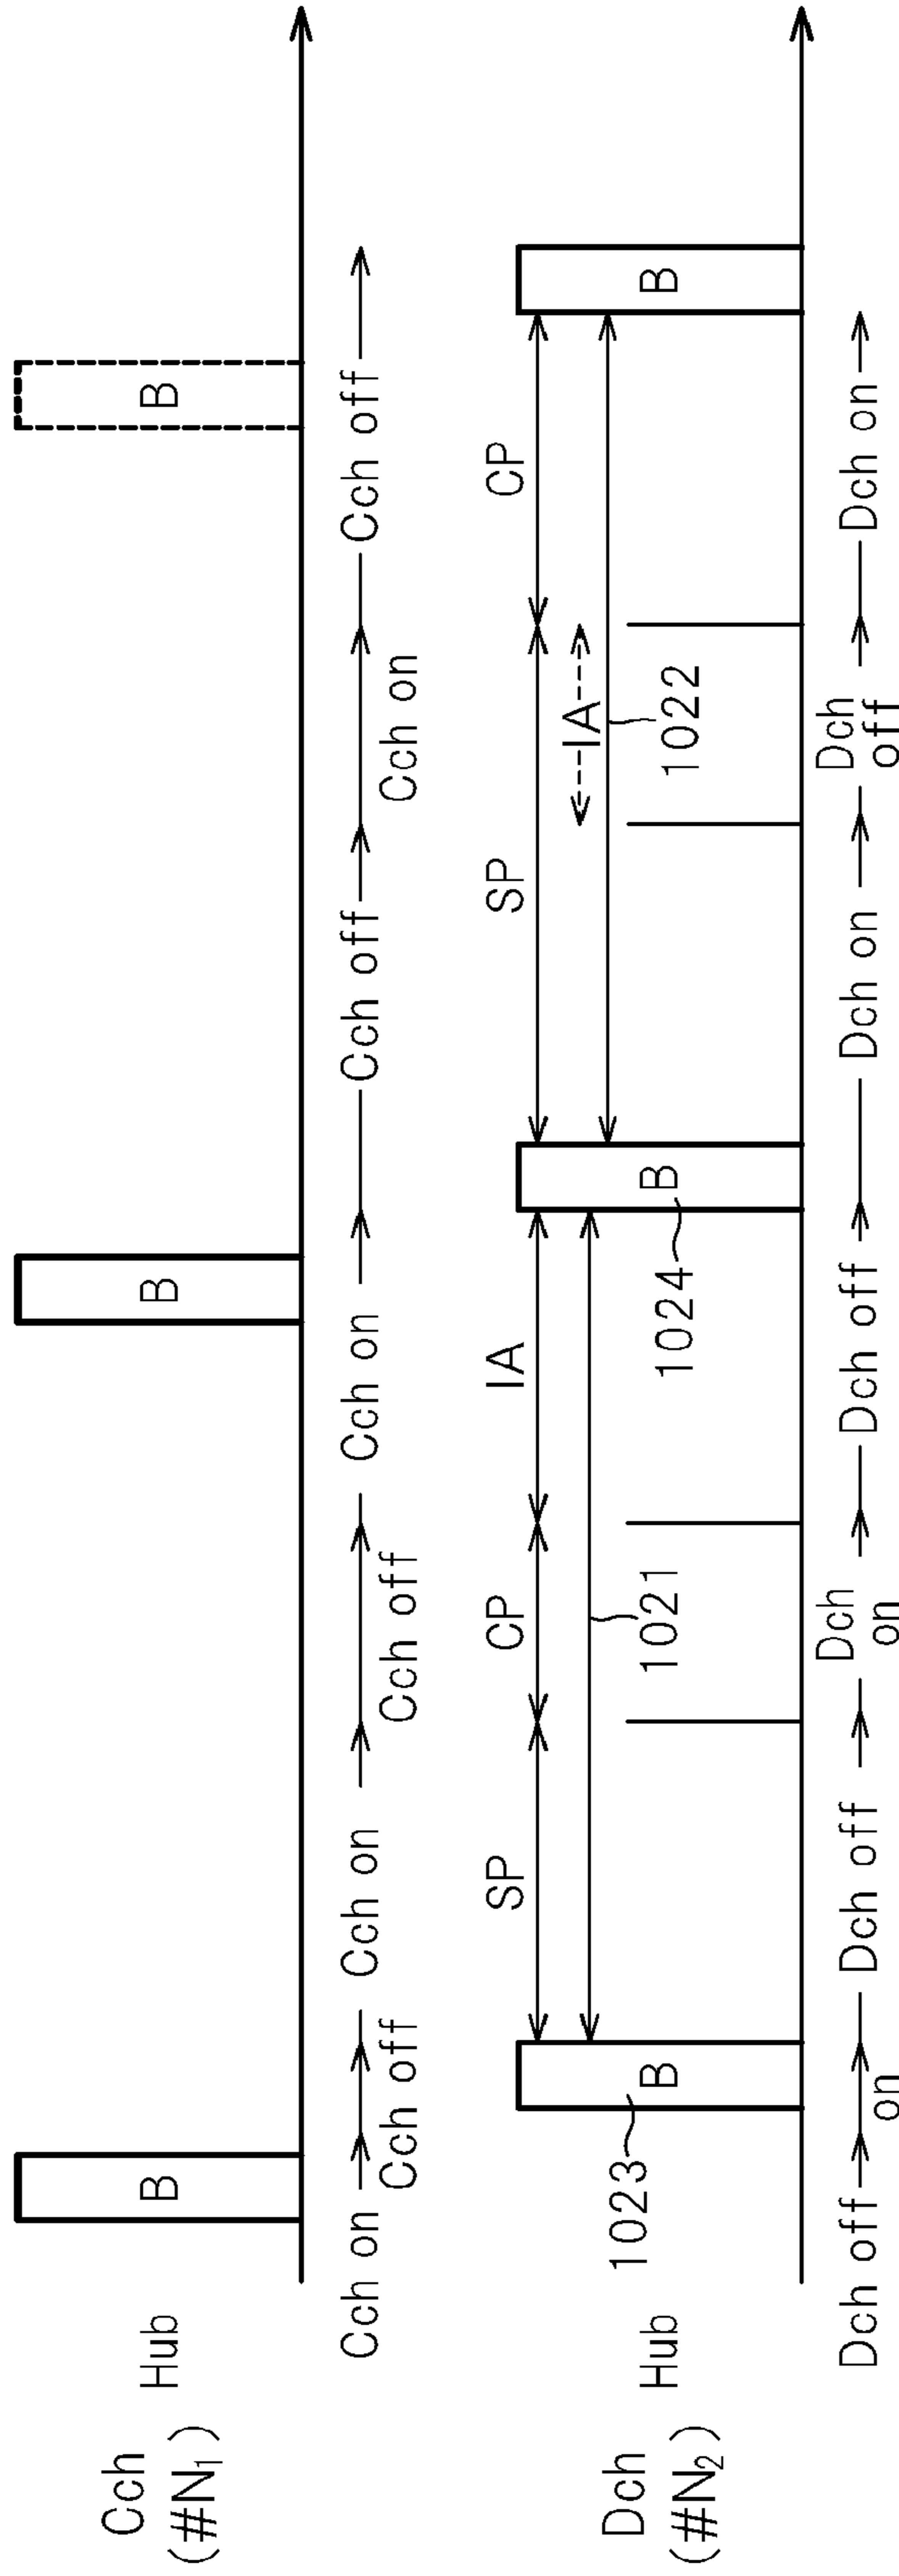 Cch
(#N₁)
Hub
B
B
B
Cch on
Cch off
Cch on
Cch off
Cch on
Cch off
Cch on
Cch off
Dch
(#N₂)
Hub
SP
CP
IA
SP
CP
IA
1023
B
1021
1024
B
1022
B
Dch off
on
Dch off
Dch
on
Dch off
Dch on
Dch
off
Dch on